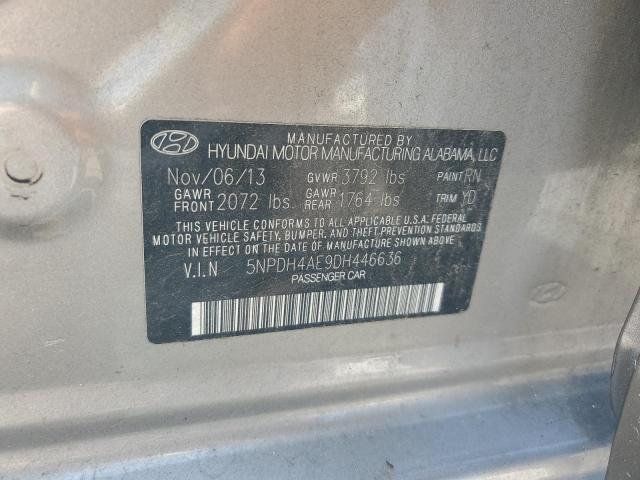 MANUFACTURED BY
HYUNDAI MOTOR MANUFACTURING ALABAMA, LLC
Nov/06/13 GVWR 3792 lbs PAINT RN
GAWR FRONT 2072 lbs. GAWR REAR 1764 lbs TRIM YD
THIS VEHICLE CONFORMS TO ALL APPLICABLE U.S.A. FEDERAL
MOTOR VEHICLE SAFETY, BUMPER, AND THEFT PREVENTION STANDARDS
IN EFFECT ON THE DATE OF MANUFACTURE SHOWN ABOVE.
V.I.N 5NPDH4AE9DH446636
PASSENGER CAR